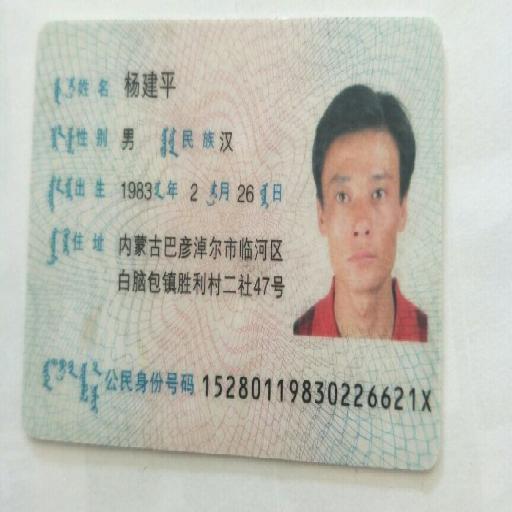 姓名 杨建平
性别 男 民族 汉
出生 1983 年 2 月 26 日
住址 内蒙古巴彦淖尔市临河区
白脑包镇胜利村二社47号
公民身份号码 15280119830226621X